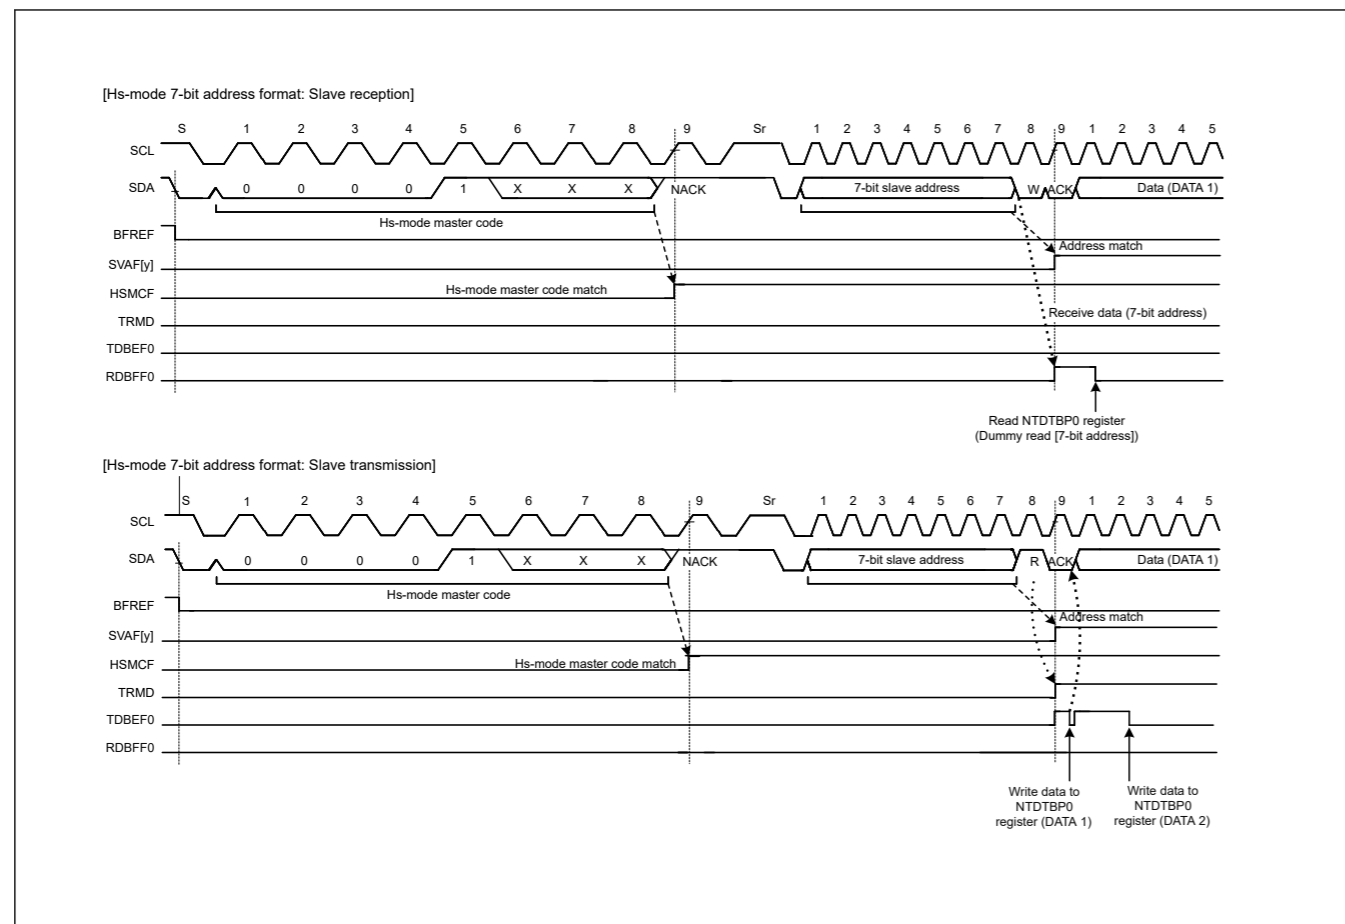 [Hs-mode 7-bit address format: Slave reception]
S 1 2 3 4 5 6 7 8 9 Sr 1 2 3 4 5 6 7 8 9 1 2 3 4 5
SCL
SDA 0 0 0 0 1 X X X NACK 7-bit slave address W ACK Data (DATA 1)
Hs-mode master code
BFREF
Address match
SVAF[y]
HSMCF Hs-mode master code match
Receive data (7-bit address)
TRMD
TDBEF0
RDBFF0
Read NTDTBP0 register
(Dummy read [7-bit address])
[Hs-mode 7-bit address format: Slave transmission]
S 1 2 3 4 5 6 7 8 9 Sr 1 2 3 4 5 6 7 8 9 1 2 3 4 5
SCL
SDA 0 0 0 0 1 X X X NACK 7-bit slave address R ACK Data (DATA 1)
Hs-mode master code
BFREF
Address match
SVAF[y]
HSMCF Hs-mode master code match
TRMD
TDBEF0
RDBFF0
Write data to
NTDTBP0
register (DATA 1)
Write data to
NTDTBP0
register (DATA 2)